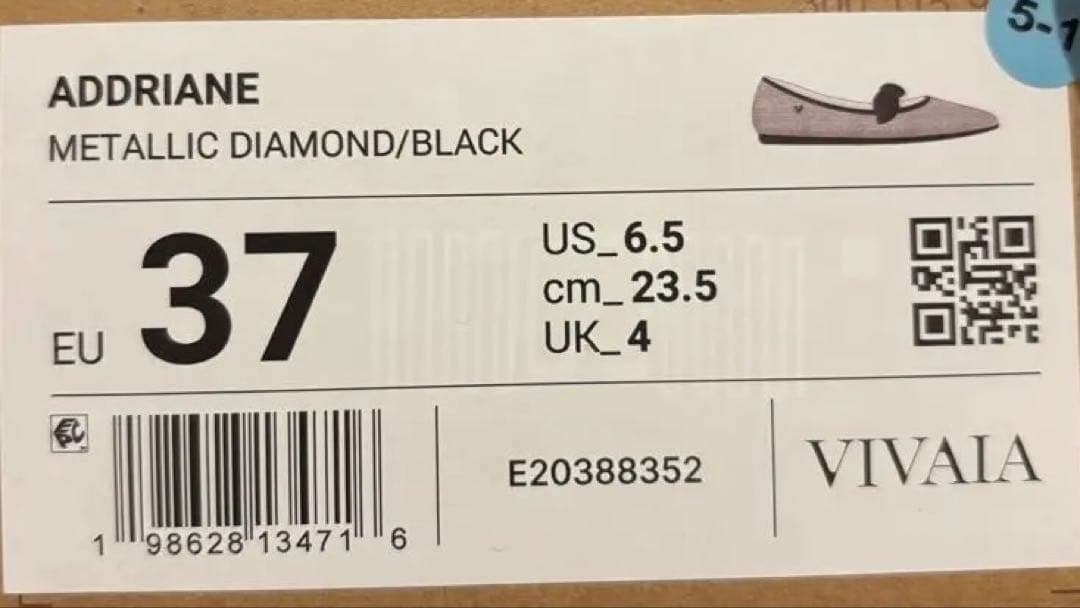 5-1
ADDRIANE
METALLIC DIAMOND/BLACK
EU 37
US_6.5
cm_23.5
UK_4
1 98628 13471 6
E20388352
VIVAIA